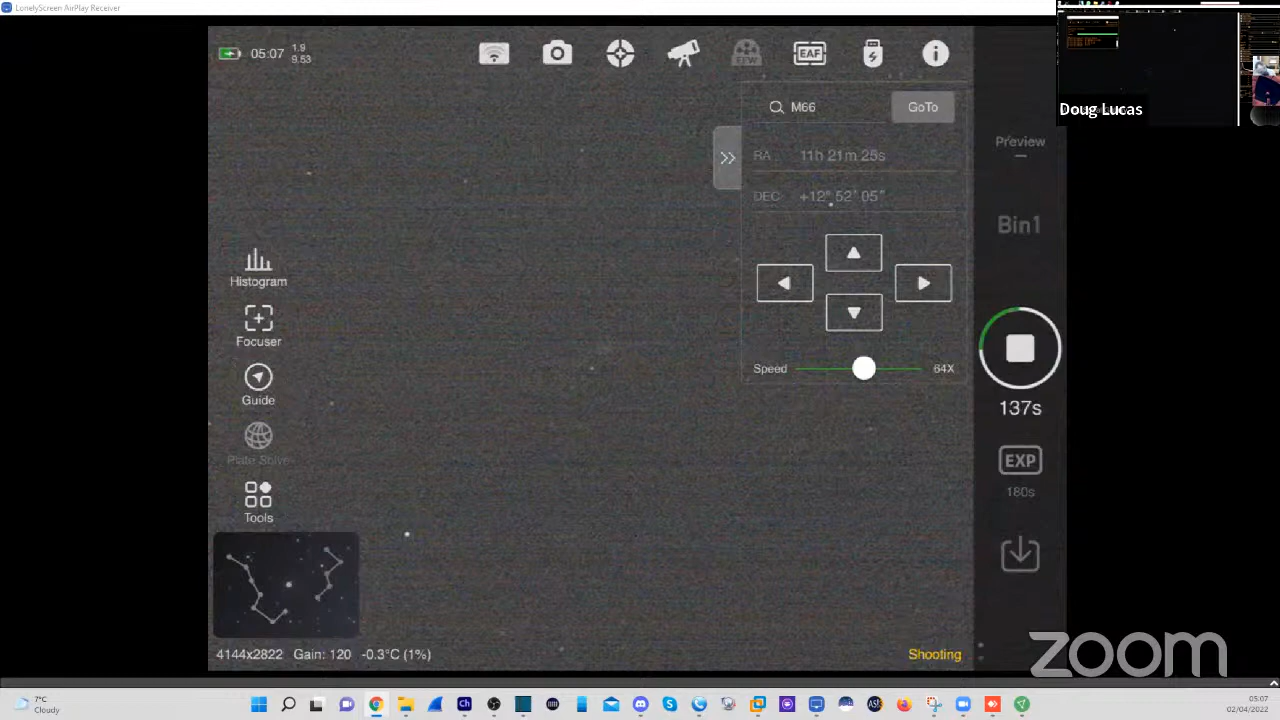 LonelyScreen AirPlay Receiver
05:07
1.9
9.53
EFW
EAF
M66
GoTo
RA 11h 21m 25s
DEC +12° 52' 05"
Speed
64X
Histogram
Focuser
Guide
Plate Solve
Tools
4144x2822 Gain: 120 -0.3°C (1%)
Shooting
Doug Lucas
Preview
Bin1
137s
EXP
180s
zoom
7°C
Cloudy
05:07
02/04/2022